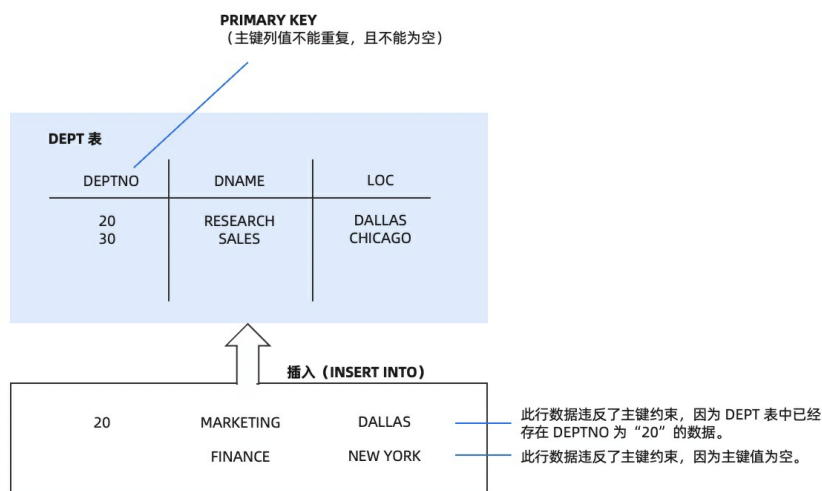 PRIMARY KEY
（主键列值不能重复，且不能为空）
DEPT 表
DEPTNO DNAME LOC
20 RESEARCH DALLAS
30 SALES CHICAGO
插入（INSERT INTO）
20 MARKETING DALLAS
此行数据违反了主键约束，因为 DEPT 表中已经
存在 DEPTNO 为“20”的数据。
FINANCE NEW YORK
此行数据违反了主键约束，因为主键值为空。